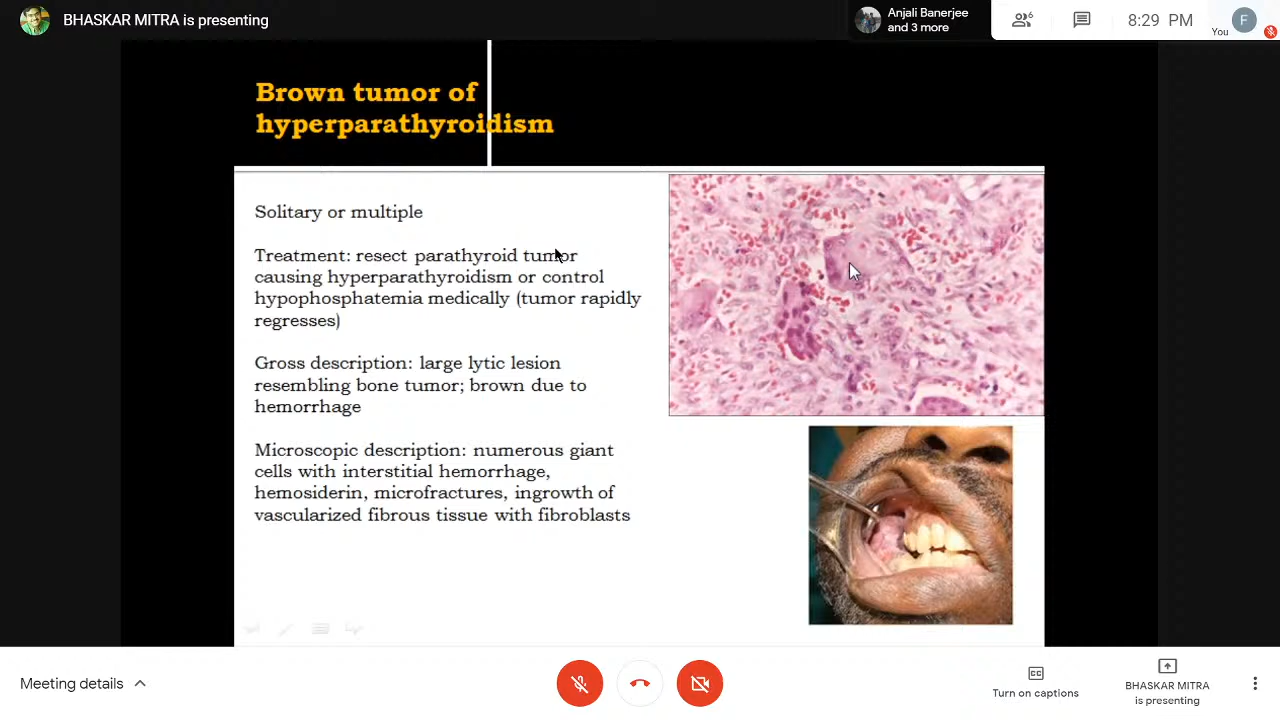 BHASKAR MITRA is presenting
Anjali Banerjee
and 3 more
6
8:29 PM
You
F
Brown tumor of
hyperparathyroidism
Solitary or multiple
Treatment: resect parathyroid tumor
causing hyperparathyroidism or control
hypophosphatemia medically (tumor rapidly
regresses)
Gross description: large lytic lesion
resembling bone tumor; brown due to
hemorrhage
Microscopic description: numerous giant
cells with interstitial hemorrhage,
hemosiderin, microfractures, ingrowth of
vascularized fibrous tissue with fibroblasts
Meeting details
CC
Turn on captions
BHASKAR MITRA
is presenting